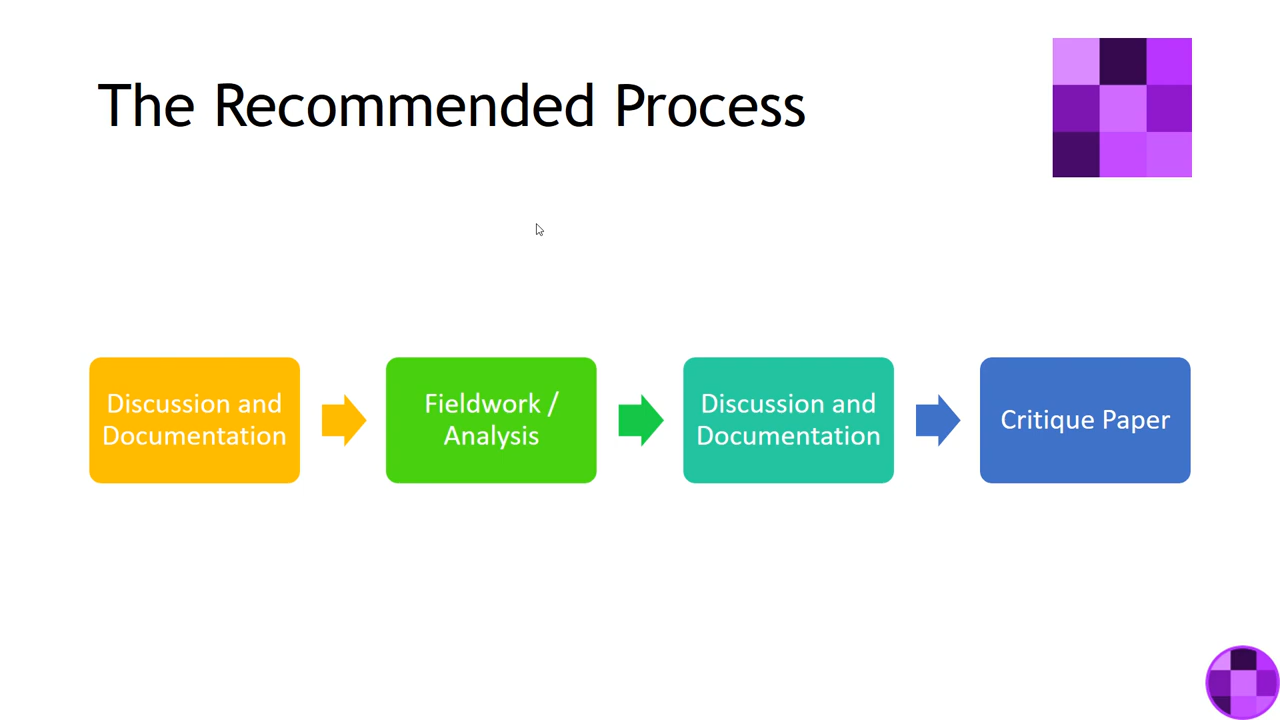 The Recommended Process
Discussion and
Documentation
Fieldwork /
Analysis
Discussion and
Documentation
Critique Paper